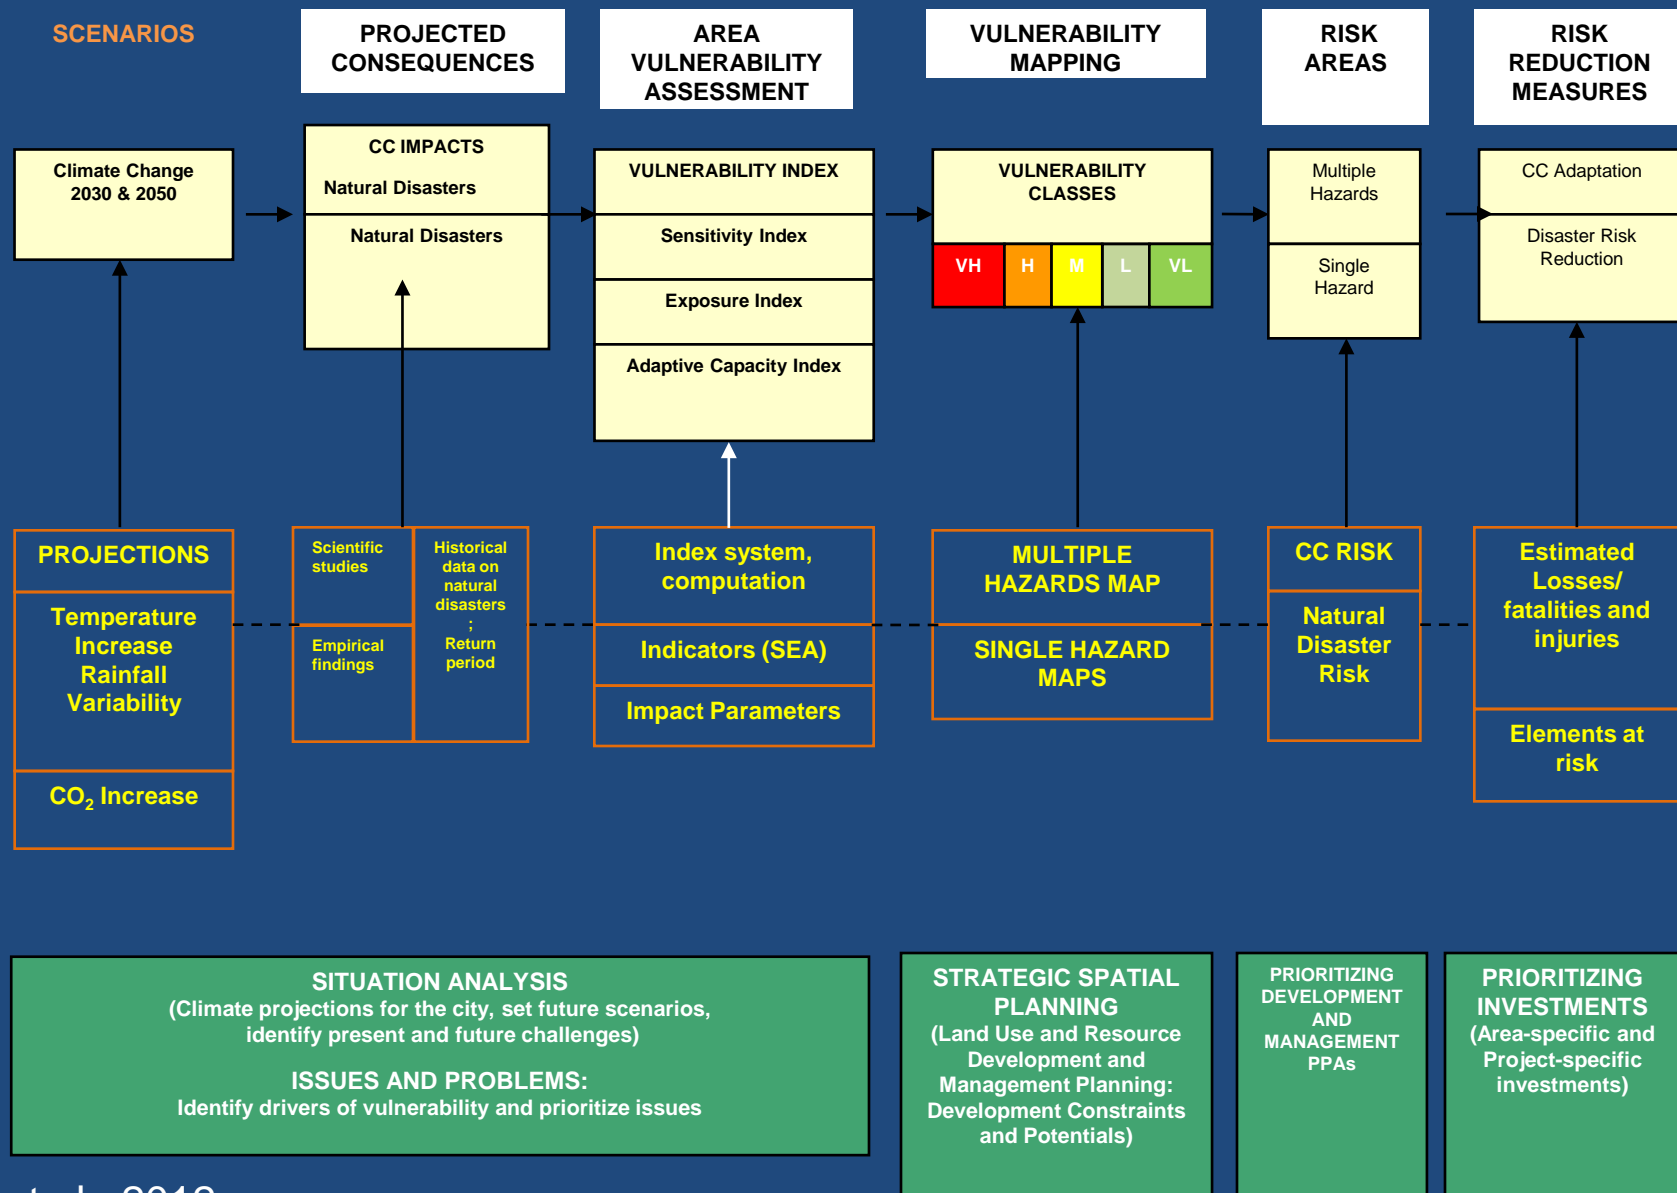 SCENARIOS
PROJECTED
CONSEQUENCES
AREA
VULNERABILITY
ASSESSMENT
VULNERABILITY
MAPPING
RISK
AREAS
RISK
REDUCTION
MEASURES
Climate Change
2030 & 2050
CC IMPACTS
Natural Disasters
Natural Disasters
VULNERABILITY INDEX
Sensitivity Index
Exposure Index
Adaptive Capacity Index
VULNERABILITY
CLASSES
VH H M L VL
Multiple
Hazards
Single
Hazard
CC Adaptation
Disaster Risk
Reduction
PROJECTIONS
Temperature
Increase
Rainfall
Variability
CO₂ Increase
Scientific
studies
Empirical
findings
Historical
data on
natural
disasters
;
Return
period
Index system,
computation
Indicators (SEA)
Impact Parameters
MULTIPLE
HAZARDS MAP
SINGLE HAZARD
MAPS
CC RISK
Natural
Disaster
Risk
Estimated
Losses/
fatalities and
injuries
Elements at
risk
SITUATION ANALYSIS
(Climate projections for the city, set future scenarios,
identify present and future challenges)
ISSUES AND PROBLEMS:
Identify drivers of vulnerability and prioritize issues
STRATEGIC SPATIAL
PLANNING
(Land Use and Resource
Development and
Management Planning:
Development Constraints
and Potentials)
PRIORITIZING
DEVELOPMENT
AND
MANAGEMENT
PPAs
PRIORITIZING
INVESTMENTS
(Area-specific and
Project-specific
investments)